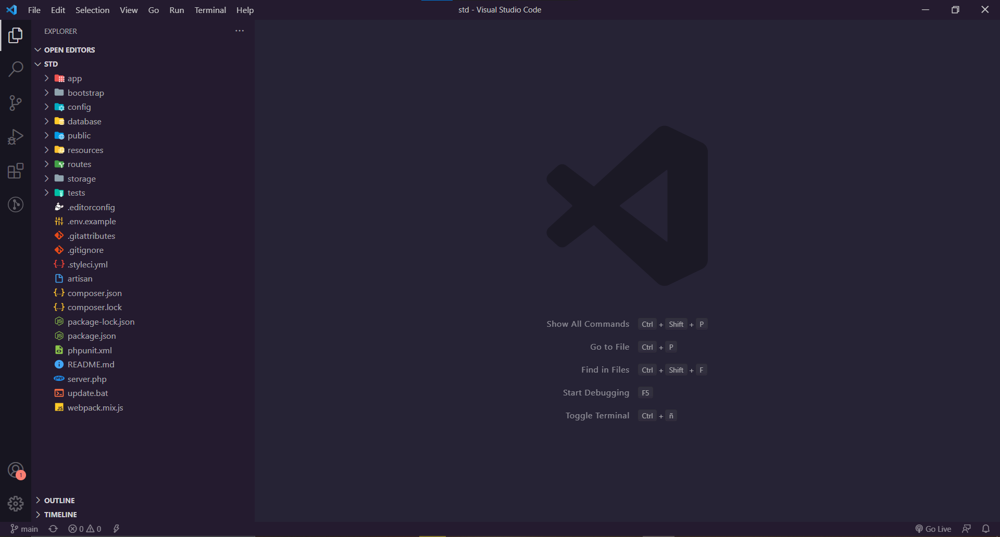 File Edit Selection View Go Run Terminal Help
std - Visual Studio Code
EXPLORER
OPEN EDITORS
STD
app
bootstrap
config
database
public
resources
routes
storage
tests
.editorconfig
.env.example
.gitattributes
.gitignore
.styleci.yml
artisan
composer.json
composer.lock
package-lock.json
package.json
phpunit.xml
README.md
server.php
update.bat
webpack.mix.js
Show All Commands Ctrl + Shift + P
Go to File Ctrl + P
Find in Files Ctrl + Shift + F
Start Debugging F5
Toggle Terminal Ctrl + ñ
1
OUTLINE
TIMELINE
main 0 0
Go Live